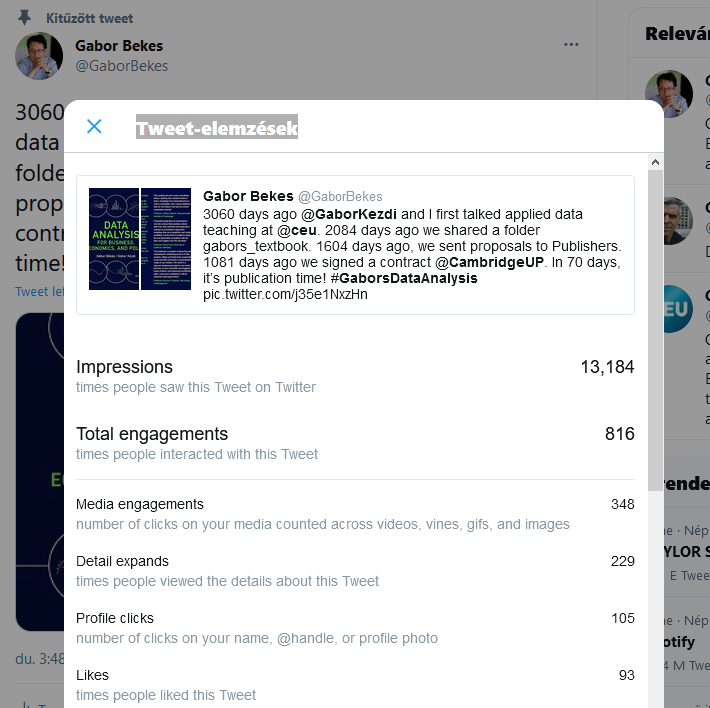 Kitűzött tweet
Gabor Bekes
@GaborBekes
3060
data
folde
prop
contr
time!
Tweet let
du. 3:48
Relevá
EU
Tweet-elemzések
DATA
ANALYSIS
FOR BUSINESS,
ECONOMICS, AND POL
Gabor Bekes @GaborBekes
3060 days ago @GaborKezdi and I first talked applied data
teaching at @ceu. 2084 days ago we shared a folder
gabors_textbook. 1604 days ago, we sent proposals to Publishers.
1081 days ago we signed a contract @CambridgeUP. In 70 days,
it's publication time! #GaborsDataAnalysis
pic.twitter.com/j35e1NxzHn
Impressions 13,184
times people saw this Tweet on Twitter
Total engagements 816
times people interacted with this Tweet
Media engagements 348
number of clicks on your media counted across videos, vines, gifs, and images
Detail expands 229
times people viewed the details about this Tweet
Profile clicks 105
number of clicks on your name, @handle, or profile photo
Likes 93
times people liked this Tweet
rende
ne · Nép
YLOR S
E Twee
ne · Nép
otify
4 M Twe